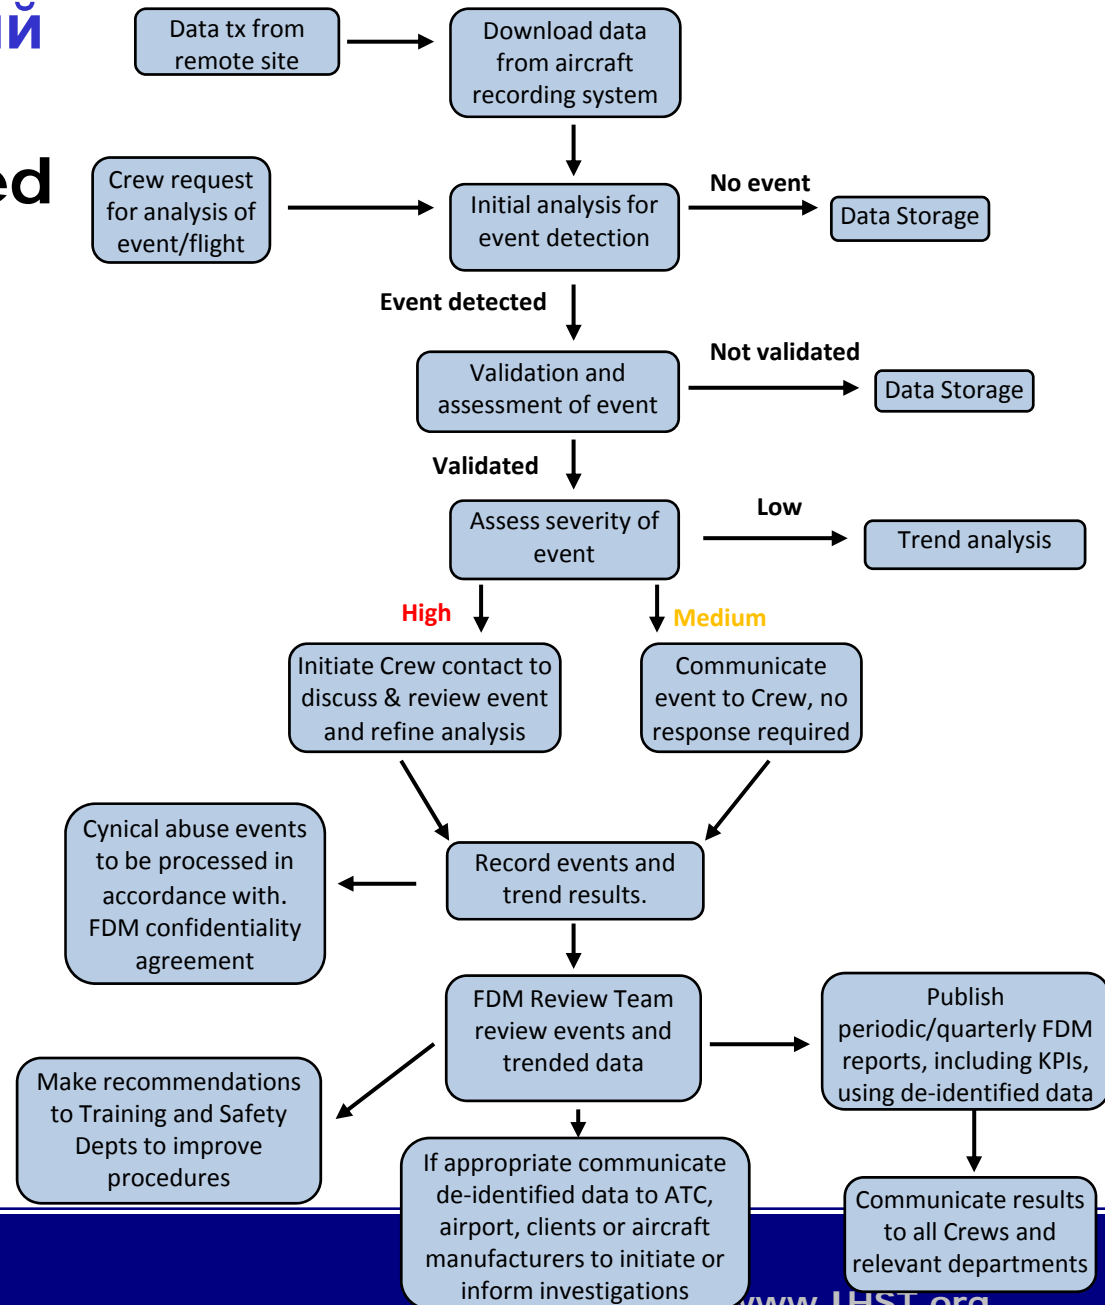 ий
Data tx from
remote site
Download data
from aircraft
recording system
ed
Crew request
for analysis of
event/flight
Initial analysis for
event detection
No event
Data Storage
Event detected
Validation and
assessment of event
Not validated
Data Storage
Validated
Assess severity of
event
Low
Trend analysis
High
Medium
Initiate Crew contact to
discuss & review event
and refine analysis
Communicate
event to Crew, no
response required
Cynical abuse events
to be processed in
accordance with.
FDM confidentiality
agreement
Record events and
trend results.
FDM Review Team
review events and
trended data
Publish
periodic/quarterly FDM
reports, including KPIs,
using de-identified data
Make recommendations
to Training and Safety
Depts to improve
procedures
If appropriate communicate
de-identified data to ATC,
airport, clients or aircraft
manufacturers to initiate or
inform investigations
Communicate results
to all Crews and
relevant departments
www.IHST.org